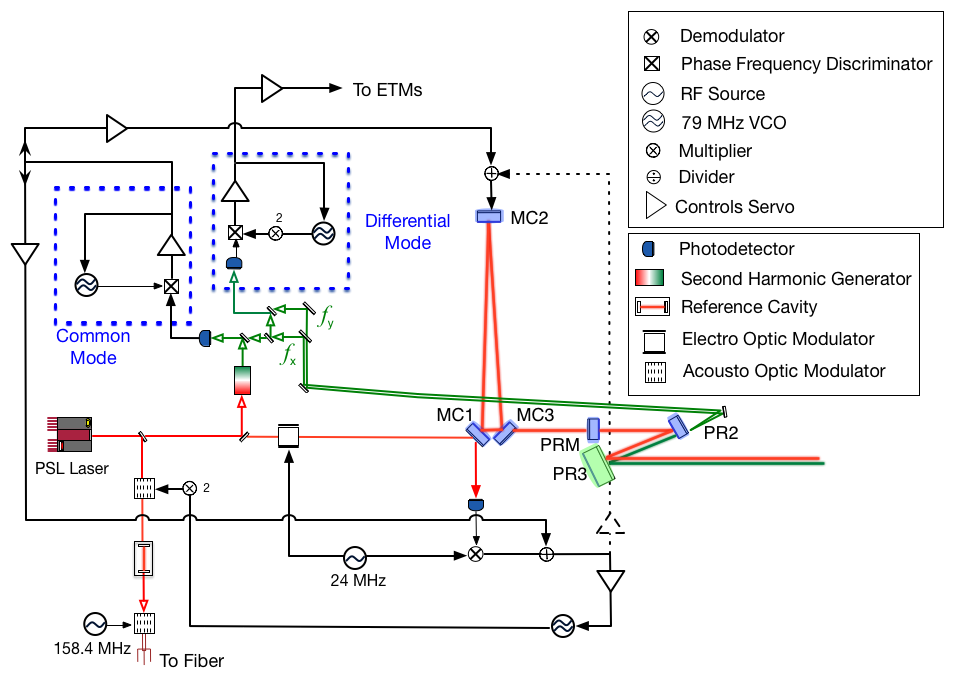 Demodulator
Phase Frequency Discriminator
RF Source
79 MHz VCO
Multiplier
Divider
Controls Servo
Photodetector
Second Harmonic Generator
Reference Cavity
Electro Optic Modulator
Acousto Optic Modulator
To ETMs
2
Differential
Mode
MC2
fy
fx
Common
Mode
MC1
MC3
PRM
PR2
PR3
PSL Laser
2
24 MHz
158.4 MHz
To Fiber